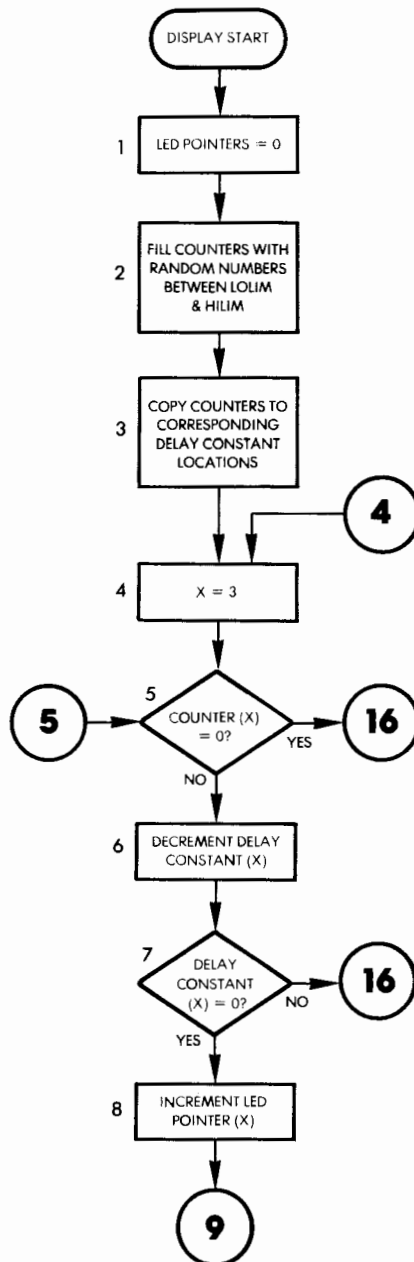 DISPLAY START
1
LED POINTERS = 0
2
FILL COUNTERS WITH
RANDOM NUMBERS
BETWEEN LOLIM
& HILIM
3
COPY COUNTERS TO
CORRESPONDING
DELAY CONSTANT
LOCATIONS
4
4
X = 3
5
5
COUNTER (X)
= 0?
YES
16
NO
6
DECREMENT DELAY
CONSTANT (X)
7
DELAY
CONSTANT
(X) = 0?
NO
16
YES
8
INCREMENT LED
POINTER (X)
9